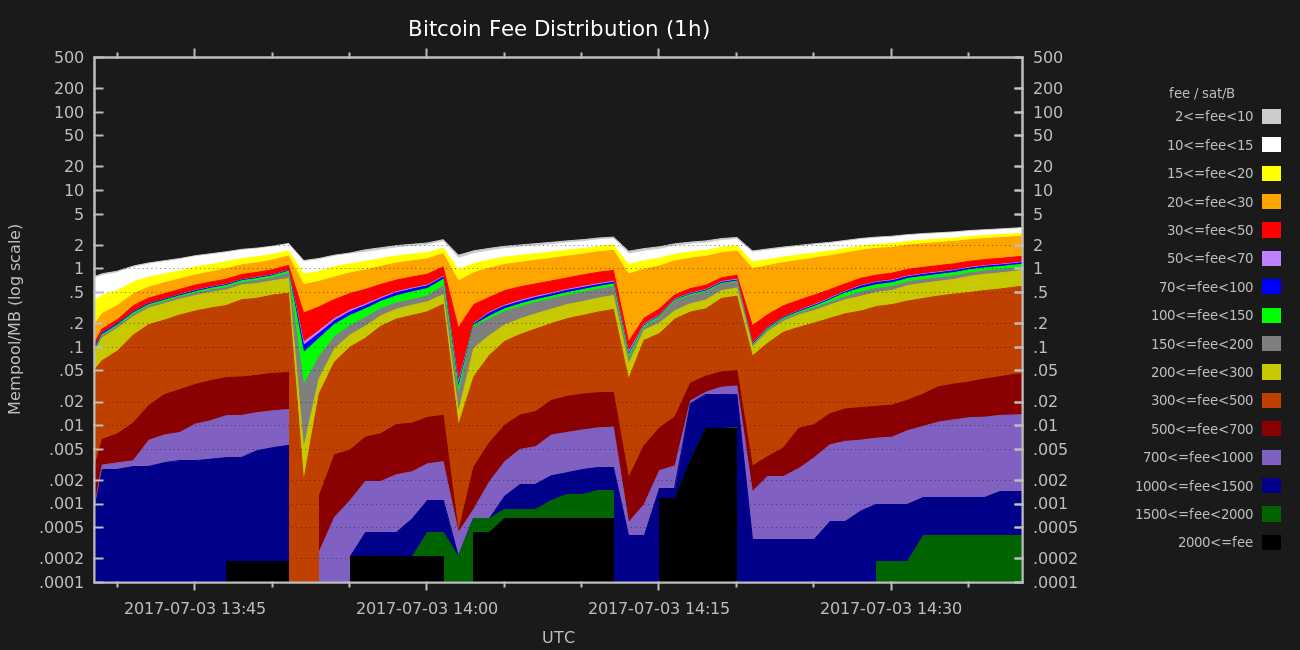 Bitcoin Fee Distribution (1h)
Mempool/MB (log scale)
500
200
100
50
20
10
5
2
1
.5
.2
.1
.05
.02
.01
.005
.002
.001
.0005
.0002
.0001
500
200
100
50
20
10
5
2
1
.5
.2
.1
.05
.02
.01
.005
.002
.001
.0005
.0002
.0001
2017-07-03 13:45
2017-07-03 14:00
2017-07-03 14:15
2017-07-03 14:30
UTC
fee / sat/B
2<=fee<10
10<=fee<15
15<=fee<20
20<=fee<30
30<=fee<50
50<=fee<70
70<=fee<100
100<=fee<150
150<=fee<200
200<=fee<300
300<=fee<500
500<=fee<700
700<=fee<1000
1000<=fee<1500
1500<=fee<2000
2000<=fee